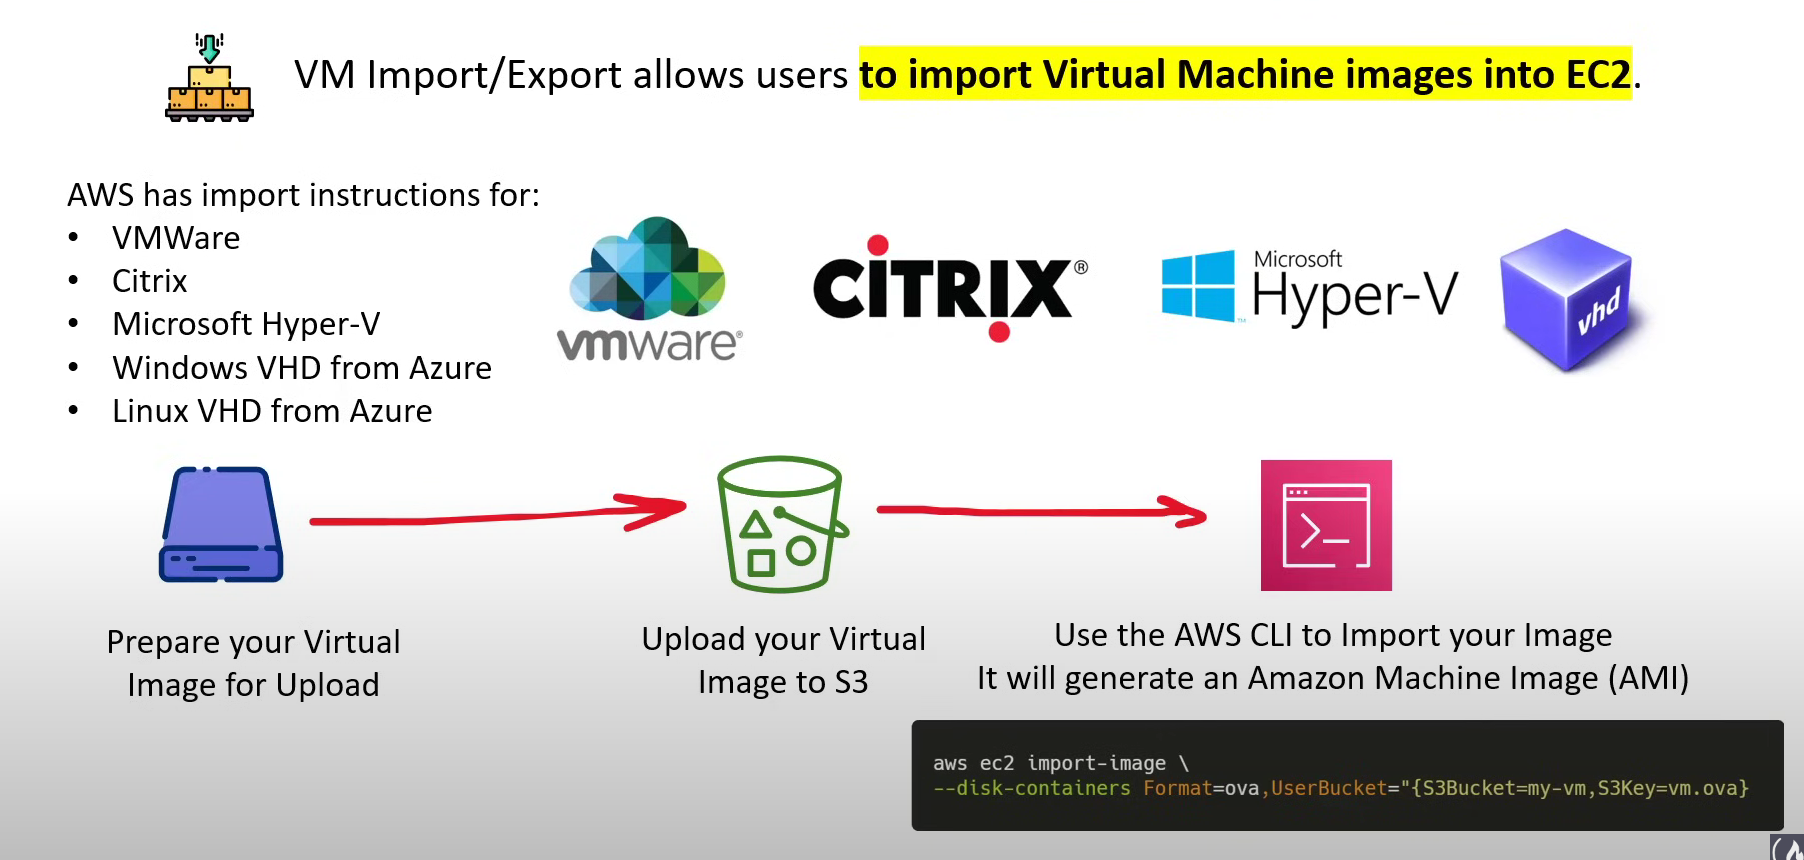 VM Import/Export allows users to import Virtual Machine images into EC2.
AWS has import instructions for:
• VMWare
• Citrix
• Microsoft Hyper-V
• Windows VHD from Azure
• Linux VHD from Azure
vmware®
CiTRIX®
Microsoft
Hyper-V™
vhd
Prepare your Virtual
Image for Upload
Upload your Virtual
Image to S3
Use the AWS CLI to Import your Image
It will generate an Amazon Machine Image (AMI)
aws ec2 import-image \
--disk-containers Format=ova,UserBucket="{S3Bucket=my-vm,S3Key=vm.ova}